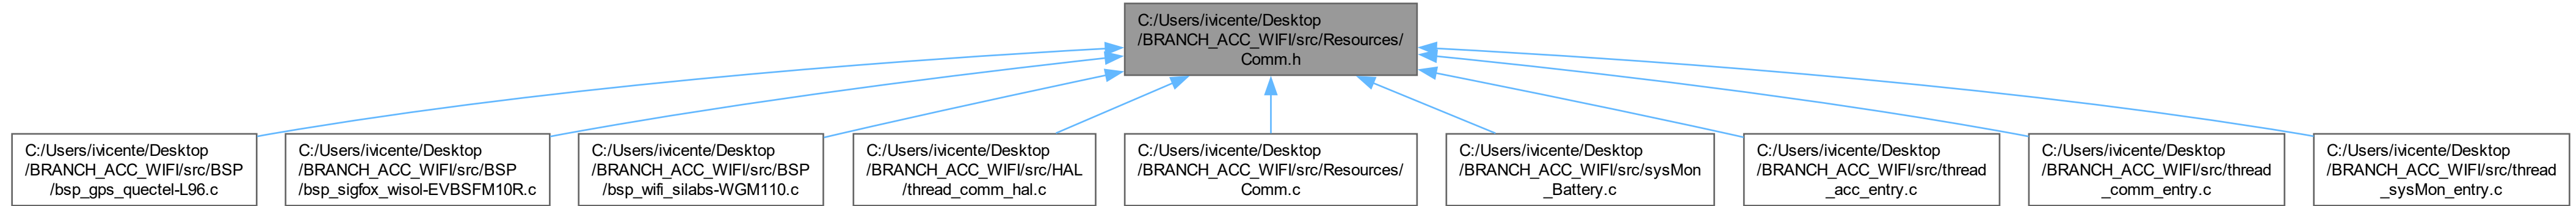 C:/Users/ivicente/Desktop
/BRANCH_ACC_WIFI/src/Resources/
Comm.h
C:/Users/ivicente/Desktop
/BRANCH_ACC_WIFI/src/BSP
/bsp_gps_quectel-L96.c
C:/Users/ivicente/Desktop
/BRANCH_ACC_WIFI/src/BSP
/bsp_sigfox_wisol-EVBSFM10R.c
C:/Users/ivicente/Desktop
/BRANCH_ACC_WIFI/src/BSP
/bsp_wifi_silabs-WGM110.c
C:/Users/ivicente/Desktop
/BRANCH_ACC_WIFI/src/HAL
/thread_comm_hal.c
C:/Users/ivicente/Desktop
/BRANCH_ACC_WIFI/src/Resources/
Comm.c
C:/Users/ivicente/Desktop
/BRANCH_ACC_WIFI/src/sysMon
_Battery.c
C:/Users/ivicente/Desktop
/BRANCH_ACC_WIFI/src/thread
_acc_entry.c
C:/Users/ivicente/Desktop
/BRANCH_ACC_WIFI/src/thread
_comm_entry.c
C:/Users/ivicente/Desktop
/BRANCH_ACC_WIFI/src/thread
_sysMon_entry.c